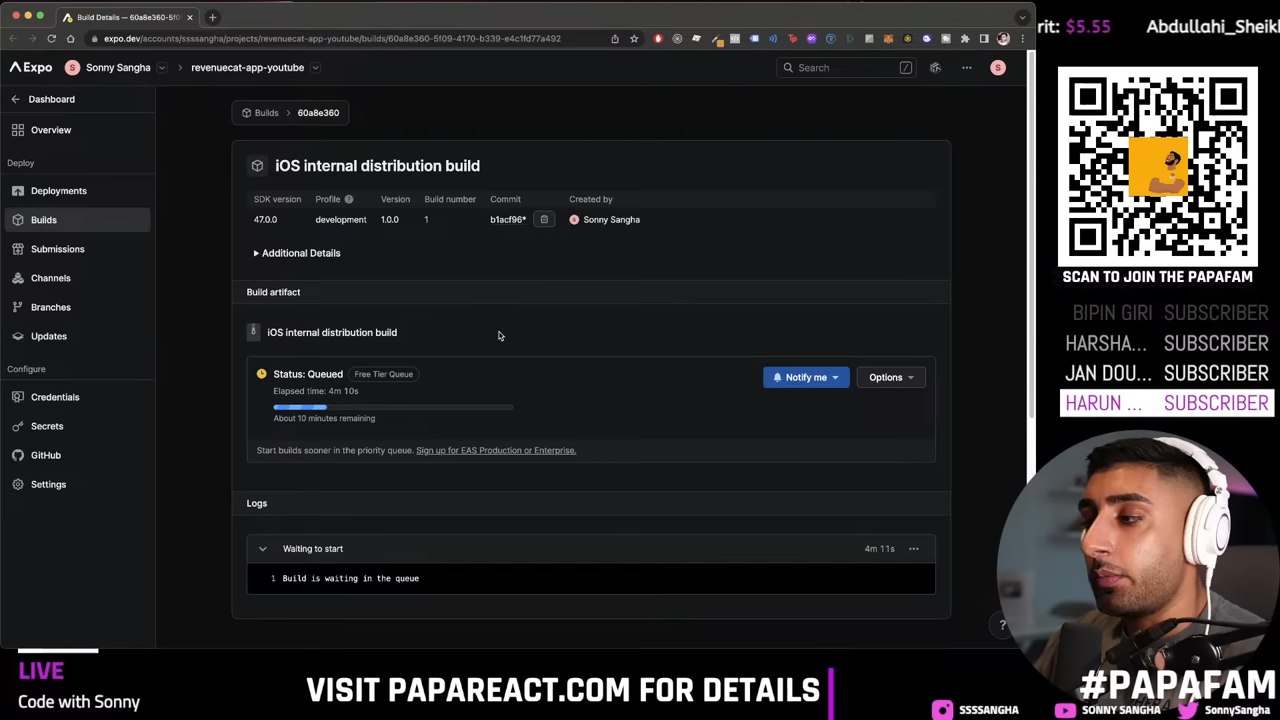 Build Details — 60a8e360-5f0
expo.dev/accounts/ssssangha/projects/revenuecat-app-youtube/builds/60a8e360-5f09-4170-b339-e4c1fd77a492
Expo
S
Sonny Sangha
revenuecat-app-youtube
Search
/
S
Dashboard
Overview
Deploy
Deployments
Builds
Submissions
Channels
Branches
Updates
Configure
Credentials
Secrets
GitHub
Settings
Builds
60a8e360
iOS internal distribution build
SDK version
Profile
Version
Build number
Commit
Created by
47.0.0
development
1.0.0
1
b1acf96*
S
Sonny Sangha
Additional Details
Build artifact
iOS internal distribution build
Status: Queued
Free Tier Queue
Elapsed time: 4m 10s
About 10 minutes remaining
Notify me
Options
Start builds sooner in the priority queue. Sign up for EAS Production or Enterprise.
Logs
Waiting to start
4m 11s
1 Build is waiting in the queue
?
rit: $5.55
Abdullahi_Sheik
SCAN TO JOIN THE PAPAFAM
BIPIN GIRI SUBSCRIBER
HARSHA... SUBSCRIBER
JAN DOU... SUBSCRIBER
HARUN ... SUBSCRIBER
LIVE
Code with Sonny
VISIT PAPAREACT.COM FOR DETAILS
#PAPAFAM
SSSSANGHA
SONNY SANGHA
SonnySangha